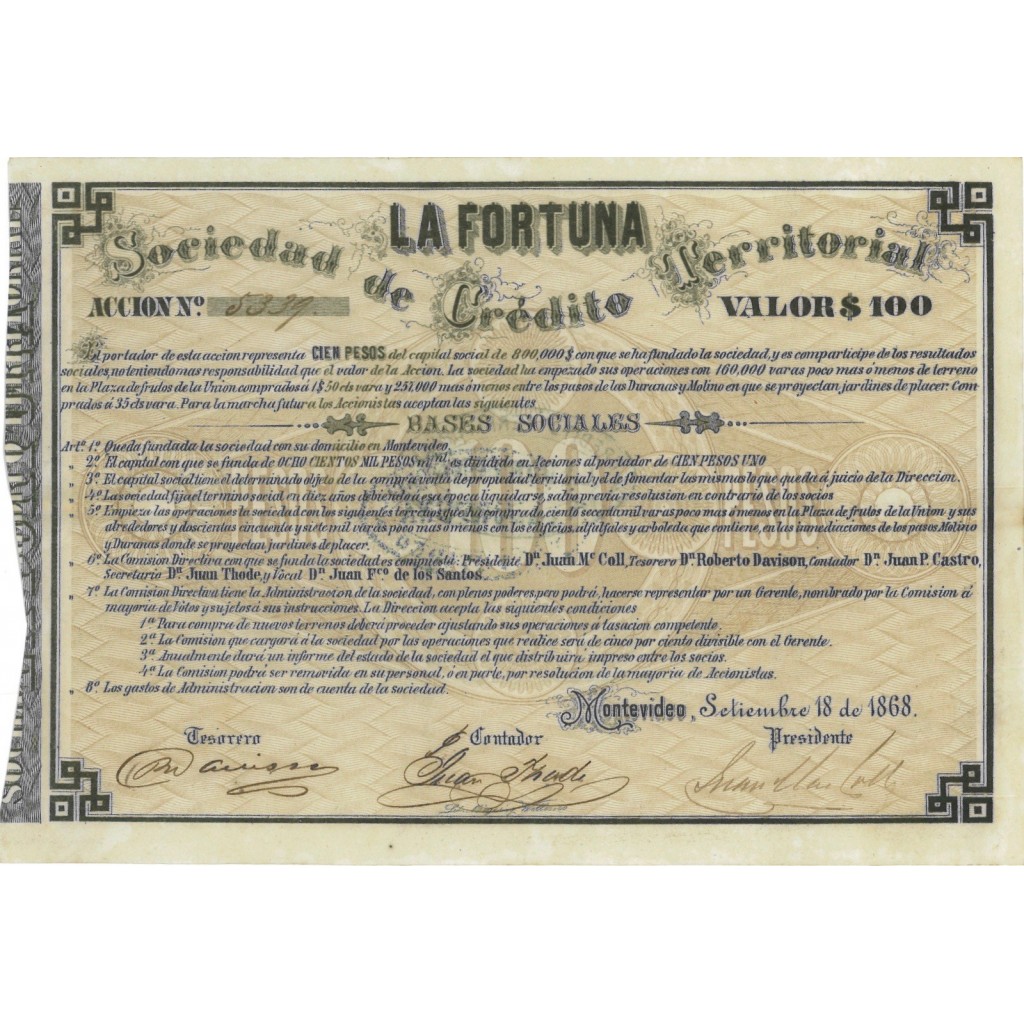 LA FORTUNA
Sociedad de Crédito Territorial
ACCION Nº 5339. VALOR $ 100
El portador de esta accion representa CIEN PESOS del capital social de 800,000 $ con que se ha fundado la sociedad, y es comparticipe de los resultados
sociales, no teniendo mas responsabilidad que el valor de la Accion. La sociedad ha empezado sus operaciones con 160,000 varas poco mas ó ménos de terreno
en la Plaza de frutos de la Union comprados á 1 $ 50 cts vara y 257,000 mas ó ménos entre los pasos de las Duranas y Molino en que se proyectan jardines de placer. Com
prados á 35 cts vara. Para la marcha futura los Accionistas aceptan las siguientes
BASES SOCIALES
Artº. 1º Queda fundada la sociedad con su domicilio en Montevideo.
„ 2º El capital con que se funda de OCHO CIENTOS MIL PESOS m/nal es dividido en Acciones al portador de CIEN PESOS UNO
„ 3º El capital social tiene el determinado objeto de la compra y venta de propiedad territorial y el de fomentar las mismas lo que queda á juicio de la Direccion.
„ 4º La sociedad fija el termino social en diez años debiendo a esa época liquidarse, salvo previa resolusion en contrario de los socios
„ 5º Empieza las operaciones la sociedad con los siguientes terrenos que ha comprado, ciento secenta mil varas poco mas ó ménos en la Plaza de frutos de la Union y sus
alrededores y doscientas cincuenta y siete mil varas poco mas ó ménos con los edificios, alfalfales y arboleda que contiene, en las inmediaciones de los pasos Molino
y Duranas donde se proyectan jardines de placer.
„ 6º La Comision Directiva con que se funda la sociedad es compuesta: Presidente Dn. Juan Mc Coll, Tesorero Dn. Roberto Davison, Contador Dn. Juan P. Castro,
Secretario Dn. Juan Thode, y Vocal Dn. Juan Fco. de los Santos.
„ 7º La Comision Directiva tiene la Administracion de la sociedad, con plenos poderes, pero podrá, hacerse representar por un Gerente, nombrado por la Comision á
mayoria de Votos y sujetos á sus instrucciones. La Direccion acepta las siguientes condiciones
1ª Para compra de nuevos terrenos deberá proceder ajustando sus operaciones á tasacion competente.
2ª La Comision que cargará á la sociedad por las operaciones que realice será de cinco por ciento divisible con el Gerente.
3ª Anualmente dará un informe del estado de la sociedad el que distribuirá impreso entre los socios.
4ª La Comision podrá ser removida en su personal, ó en parte, por resolucion de la mayoria de Accionistas.
„ 8º Los gastos de Administracion son de cuenta de la sociedad.
Montevideo, Setiembre 18 de 1868.
Tesorero Contador Presidente
Juan Thode Juan Mac Coll
100
PESOS